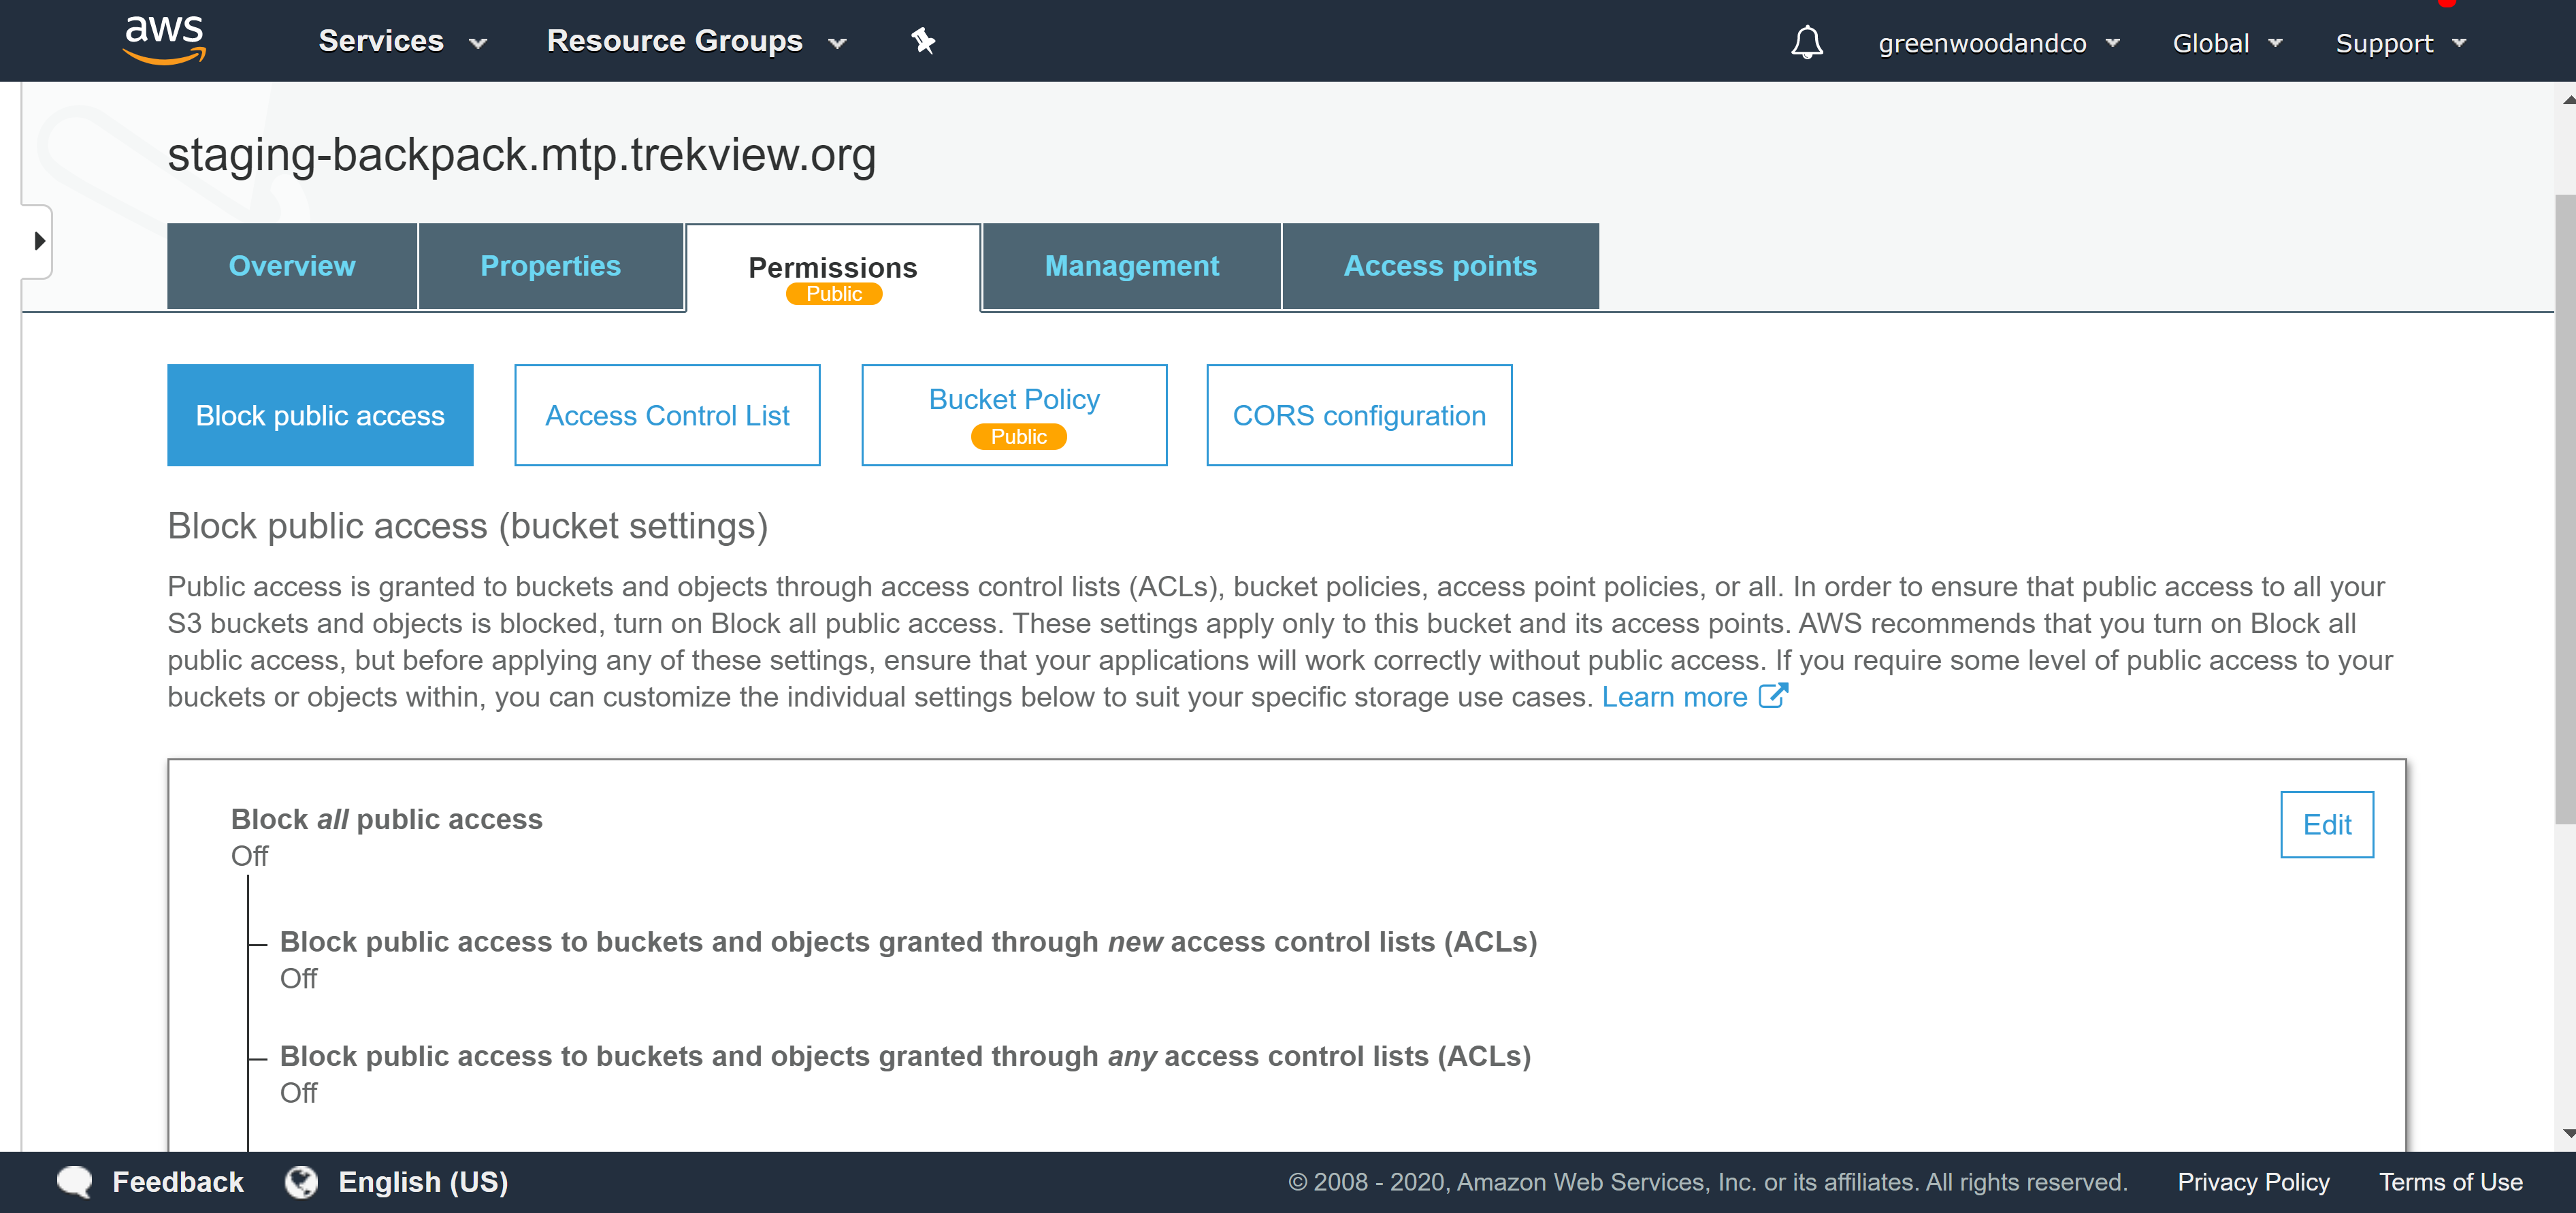 aws
Services
Resource Groups
greenwoodandco
Global
Support
staging-backpack.mtp.trekview.org
Overview
Properties
Permissions
Public
Management
Access points
Block public access
Access Control List
Bucket Policy
Public
CORS configuration
Block public access (bucket settings)
Public access is granted to buckets and objects through access control lists (ACLs), bucket policies, access point policies, or all. In order to ensure that public access to all your
S3 buckets and objects is blocked, turn on Block all public access. These settings apply only to this bucket and its access points. AWS recommends that you turn on Block all
public access, but before applying any of these settings, ensure that your applications will work correctly without public access. If you require some level of public access to your
buckets or objects within, you can customize the individual settings below to suit your specific storage use cases. Learn more
Block all public access
Edit
Off
Block public access to buckets and objects granted through new access control lists (ACLs)
Off
Block public access to buckets and objects granted through any access control lists (ACLs)
Off
Feedback
English (US)
© 2008 - 2020, Amazon Web Services, Inc. or its affiliates. All rights reserved.
Privacy Policy
Terms of Use